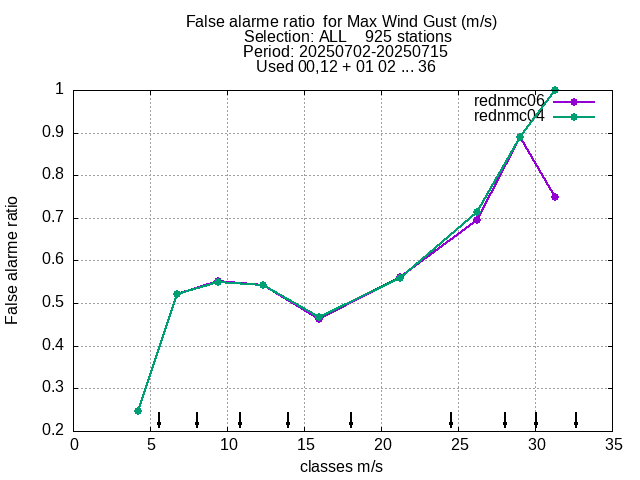 False alarme ratio  for Max Wind Gust (m/s)
Selection: ALL    925 stations
Period: 20250702-20250715
Used 00,12 + 01 02 ... 36
rednmc06
rednmc04
False alarme ratio
1
0.9
0.8
0.7
0.6
0.5
0.4
0.3
0.2
0 5 10 15 20 25 30 35
classes m/s